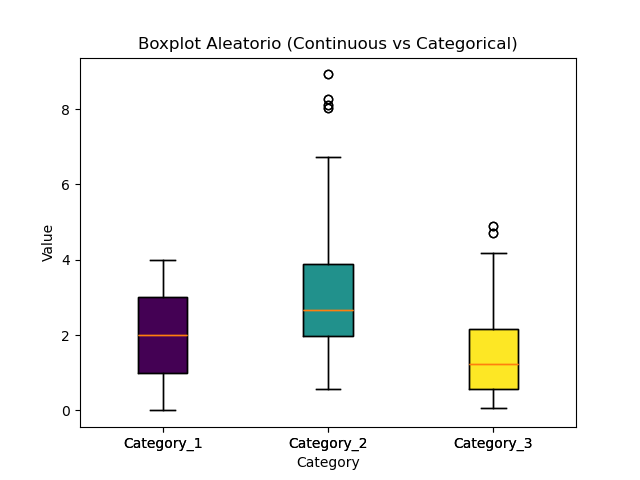 Boxplot Aleatorio (Continuous vs Categorical)
8
6
4
2
0
Value
Category_1
Category_2
Category_3
Category